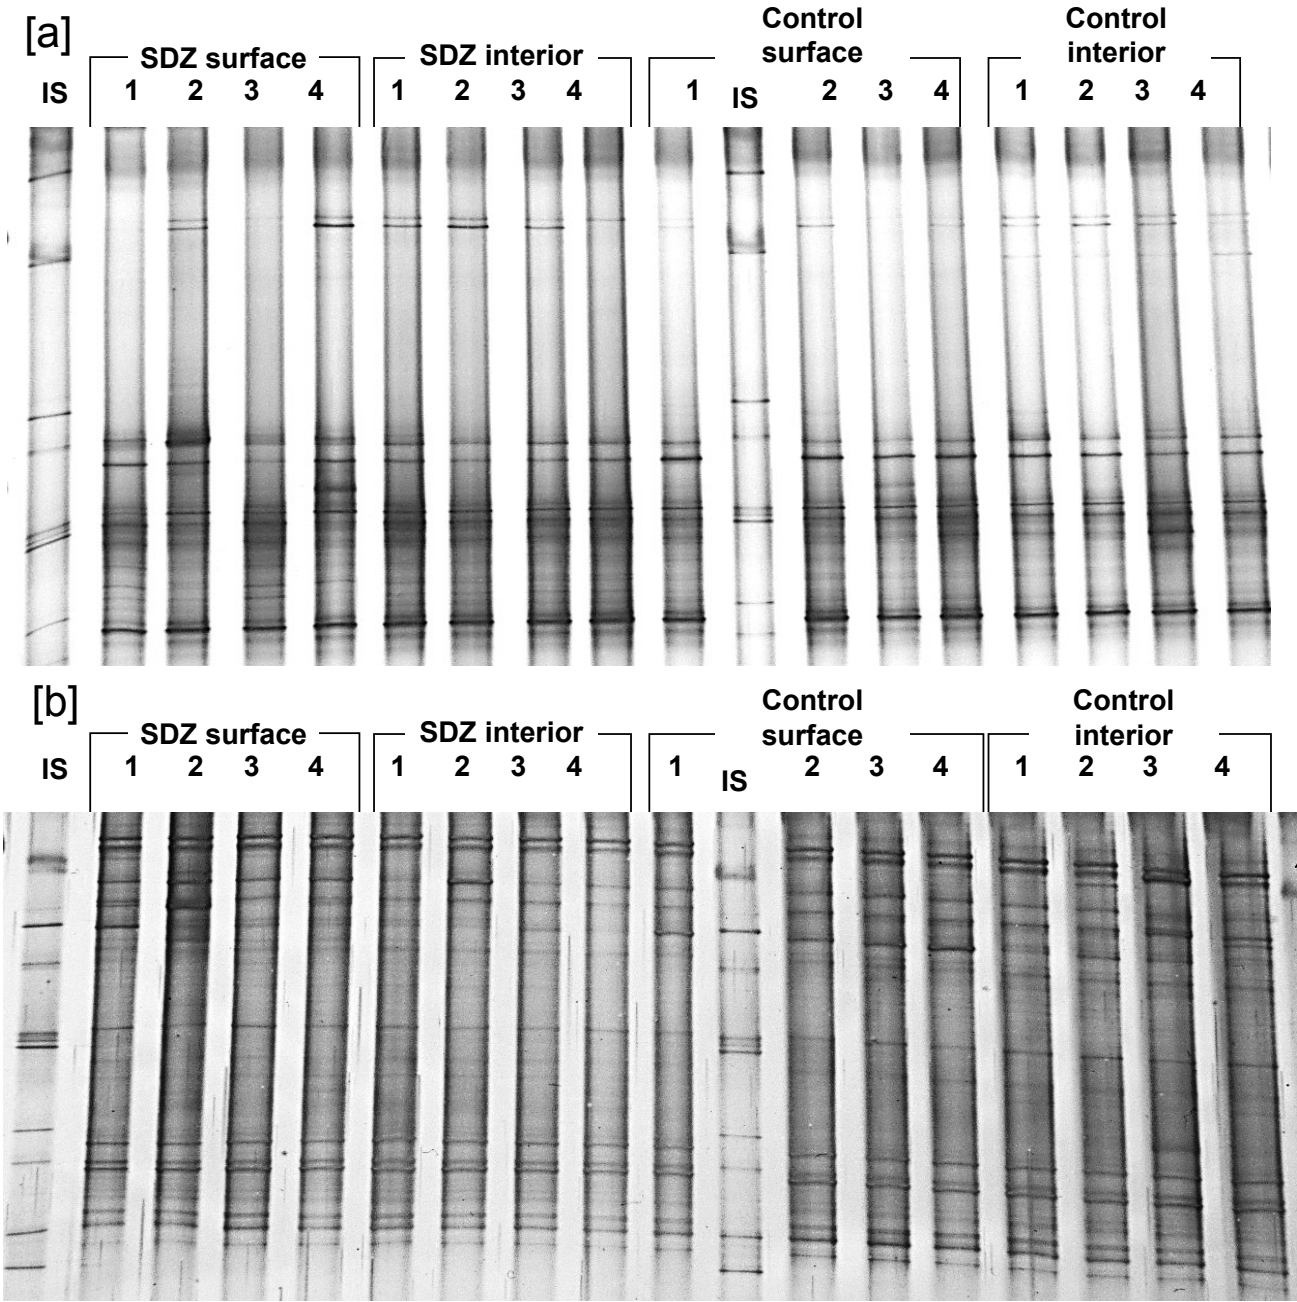 [a]
Control surface
Control interior
SDZ surface
SDZ interior
IS 1 2 3 4 1 2 3 4 1 IS 2 3 4 1 2 3 4
[b]
Control surface
Control interior
SDZ surface
SDZ interior
IS 1 2 3 4 1 2 3 4 1 IS 2 3 4 1 2 3 4